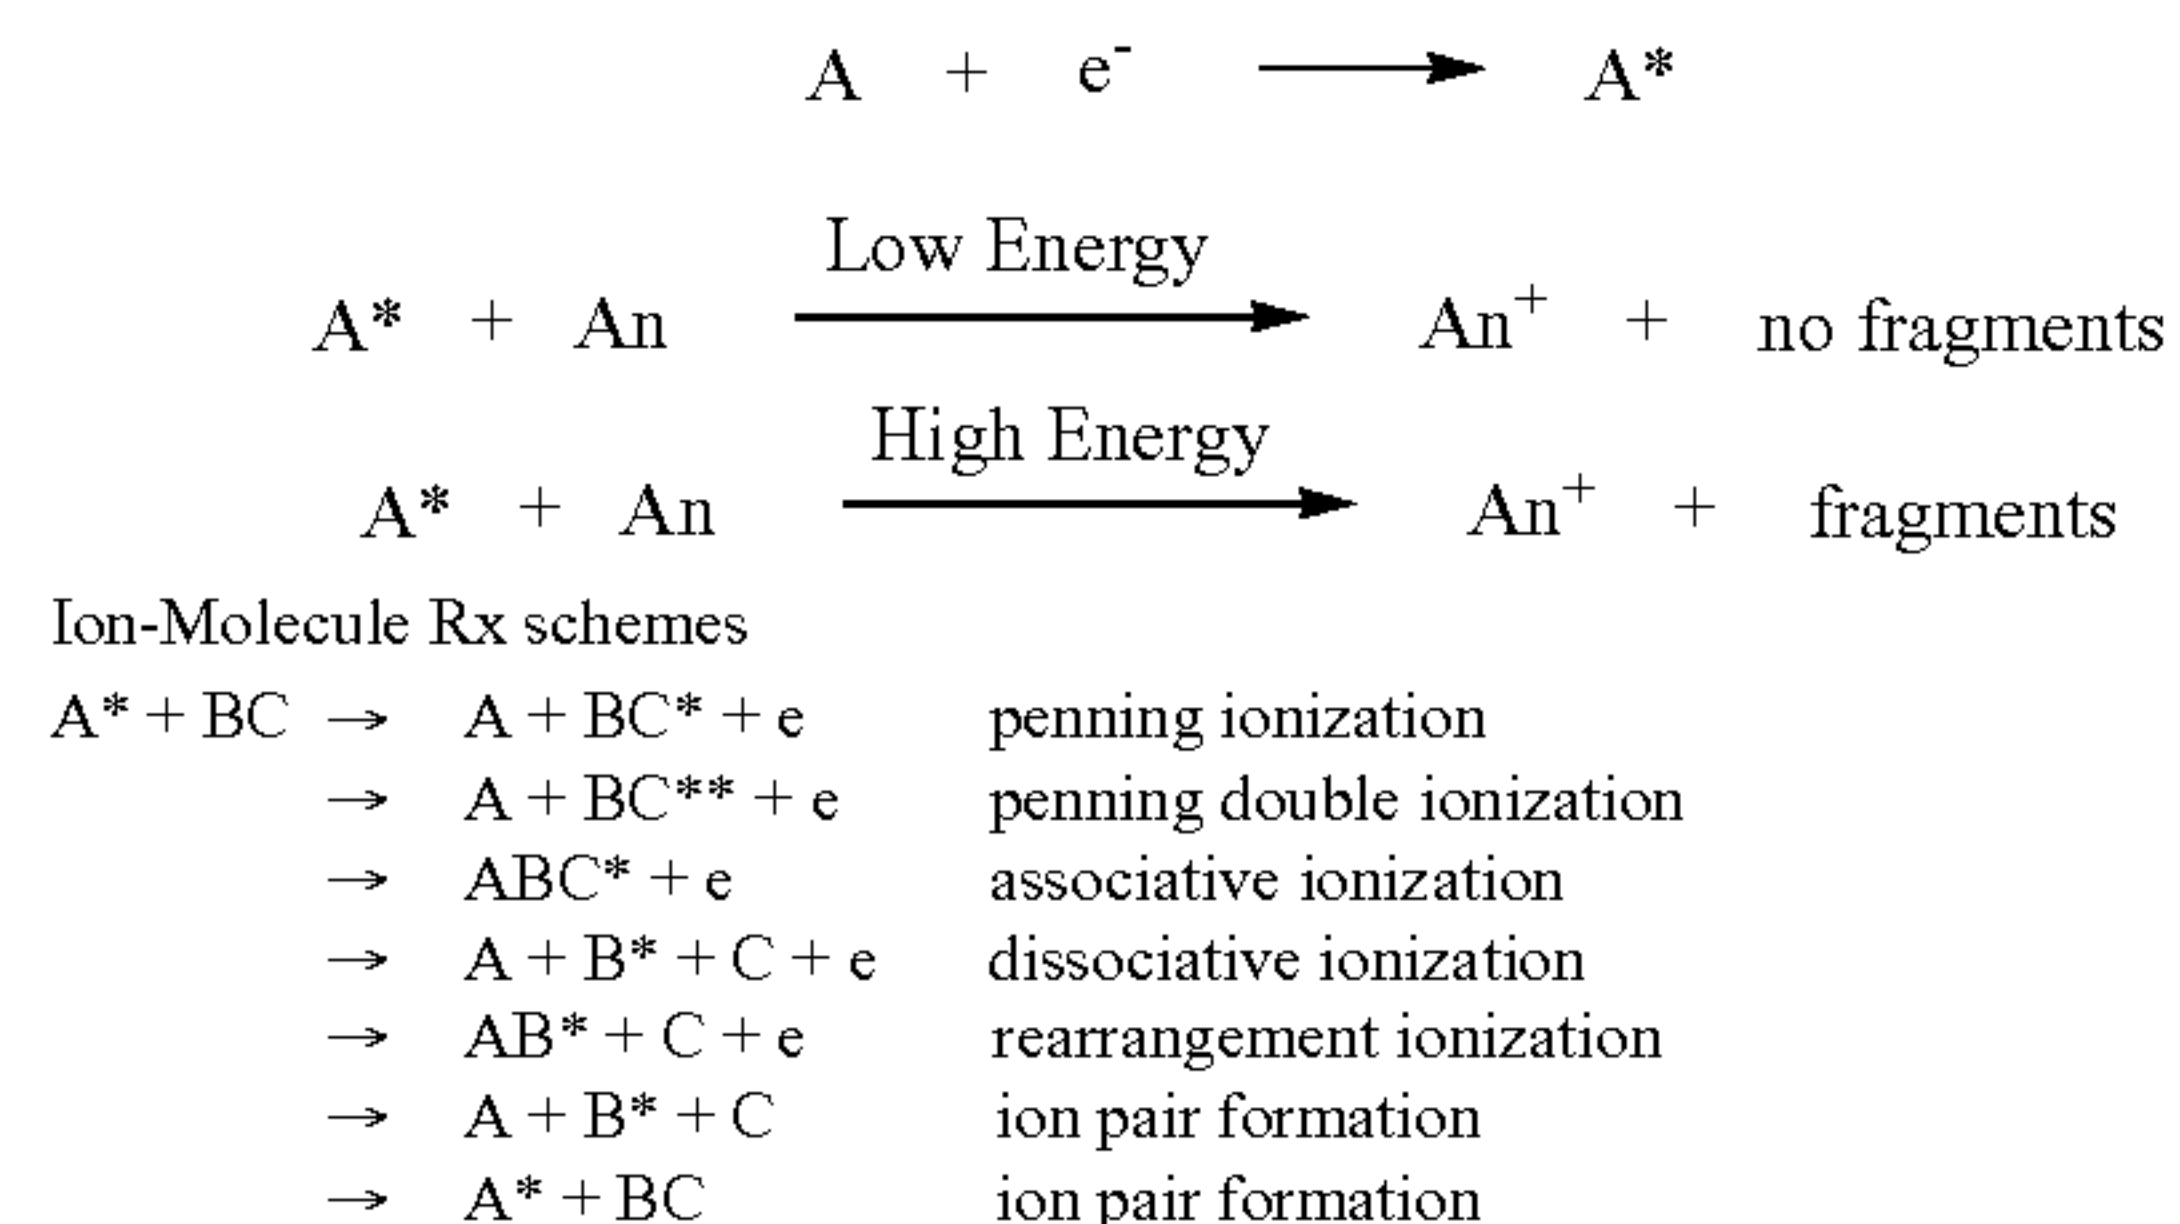 A + e⁻ → A*
Low Energy
A* + An → An⁺ + no fragments
High Energy
A* + An → An⁺ + fragments
Ion-Molecule Rx schemes
A* + BC → A + BC* + e penning ionization
→ A + BC** + e penning double ionization
→ ABC* + e associative ionization
→ A + B* + C + e dissociative ionization
→ AB* + C + e rearrangement ionization
→ A + B* + C ion pair formation
→ A* + BC ion pair formation